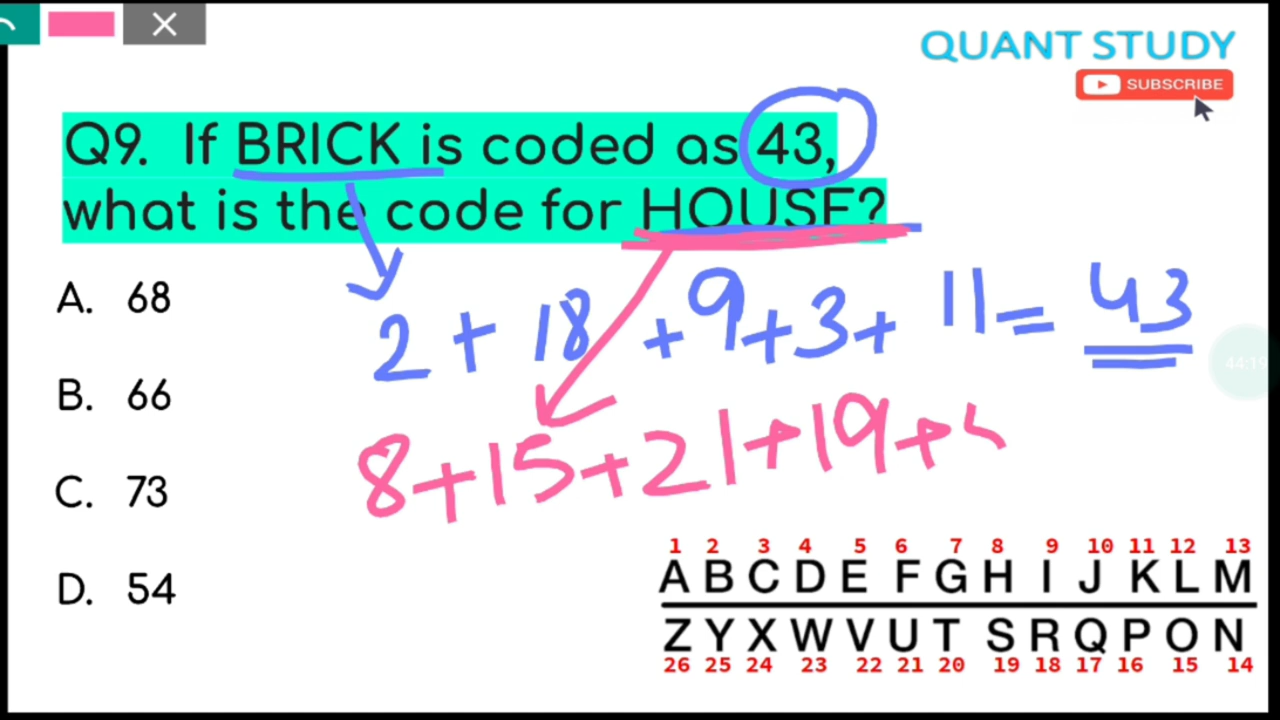 QUANT STUDY
SUBSCRIBE
Q9. If BRICK is coded as 43,
what is the code for HOUSE?
A. 68
2 + 18 + 9 + 3 + 11 = 43
44:19
B. 66
8+15+21+19+
C. 73
D. 54
1 2 3 4 5 6 7 8 9 10 11 12 13
A B C D E F G H I J K L M
Z Y X W V U T S R Q P O N
26 25 24 23 22 21 20 19 18 17 16 15 14